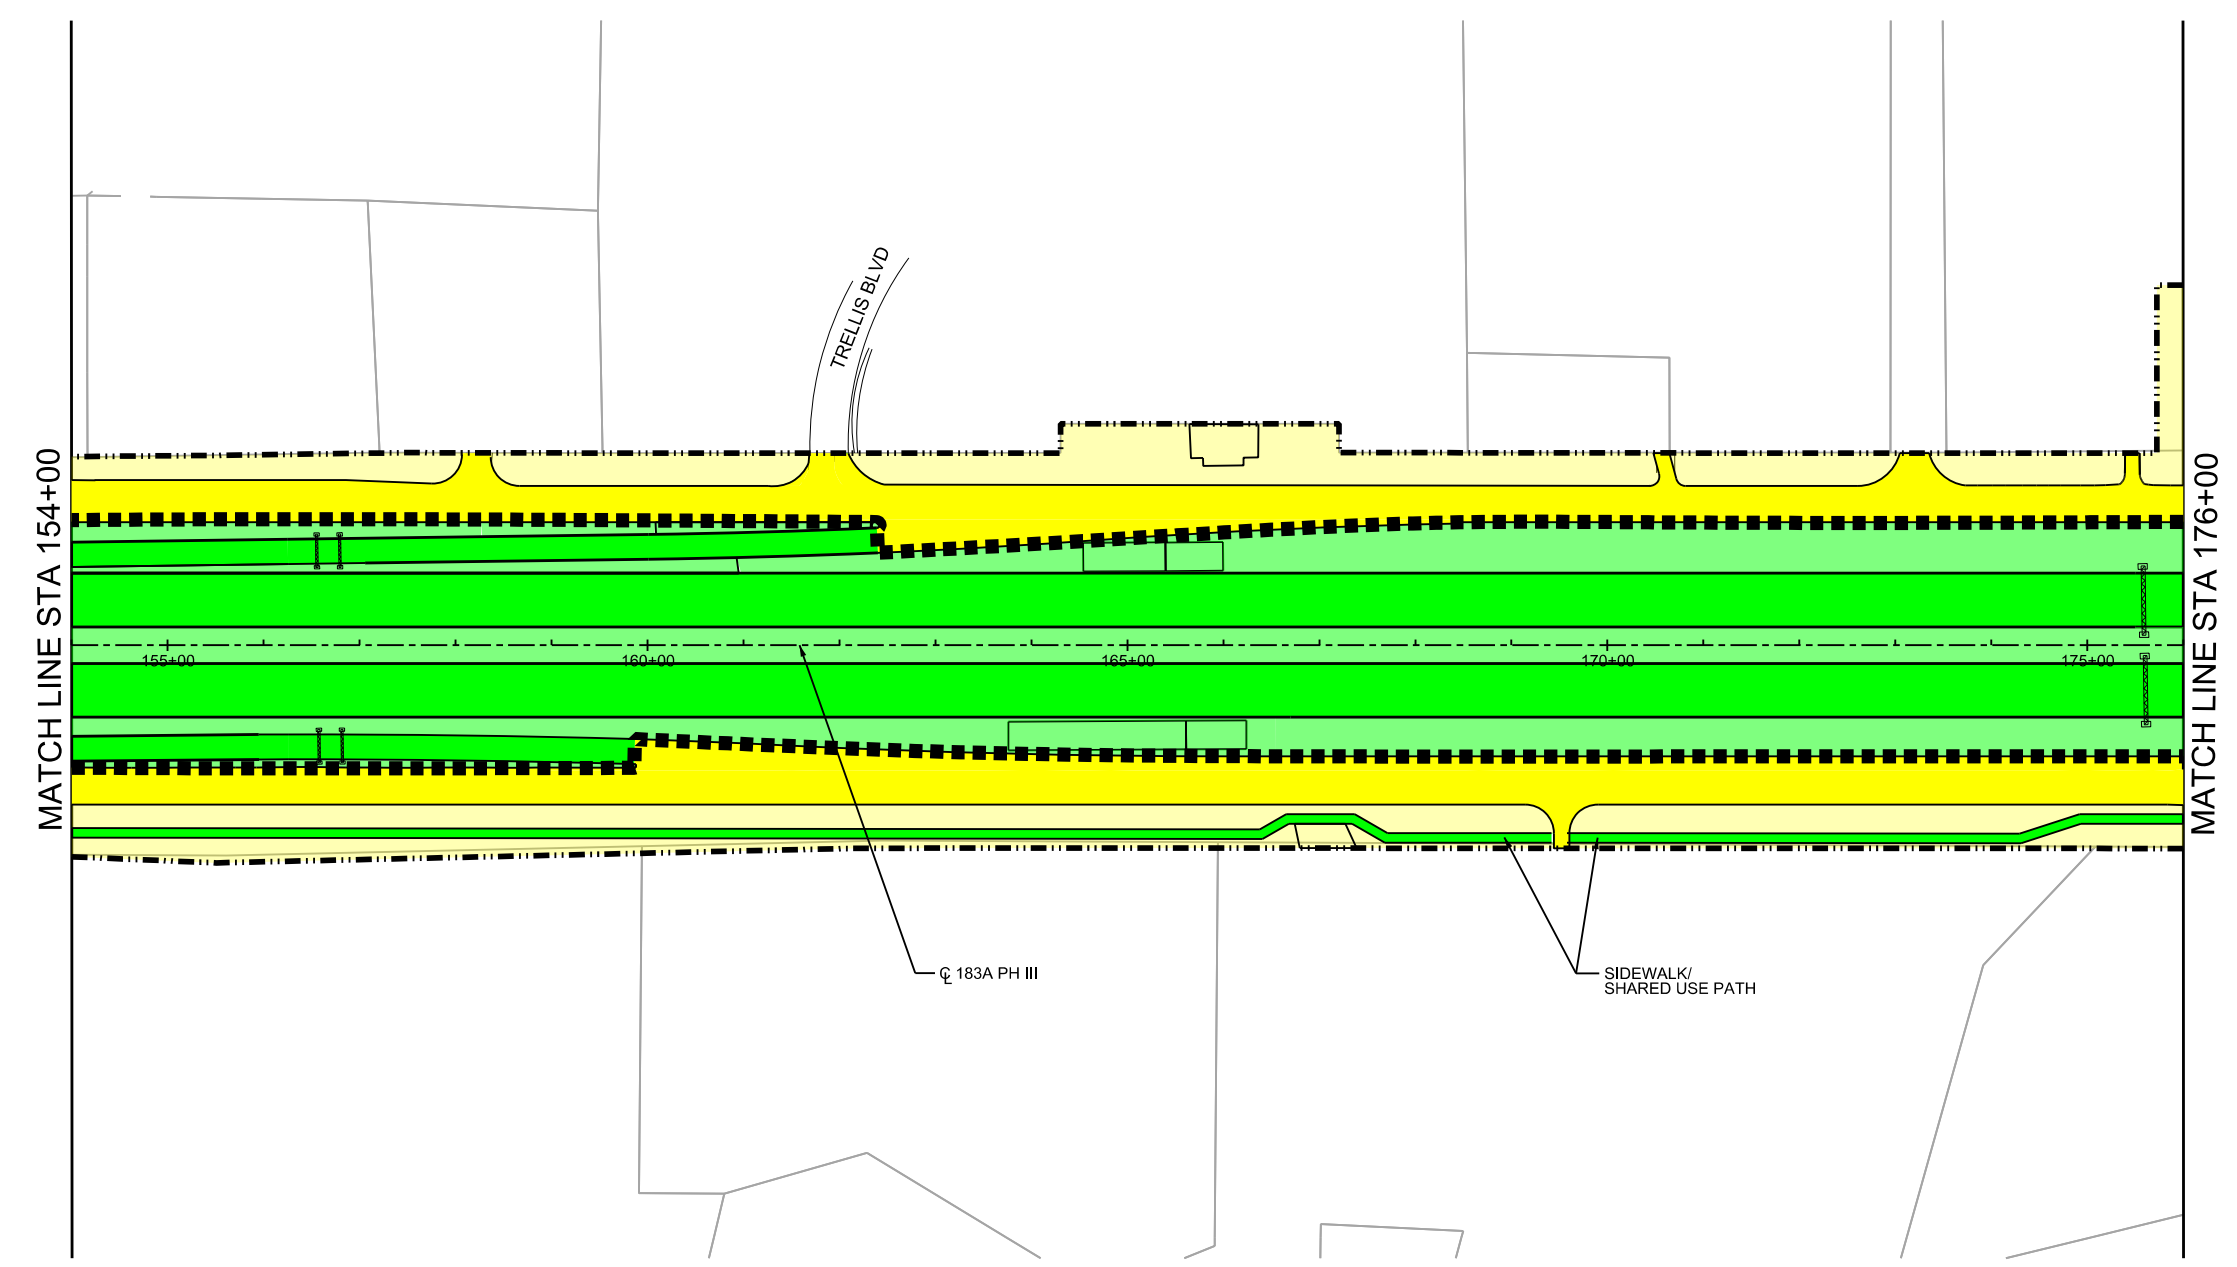 TRELLIS BLVD
MATCH LINE STA 154+00
MATCH LINE STA 176+00
155+00
160+00
165+00
170+00
175+00
℄ 183A PH III
SIDEWALK/
SHARED USE PATH